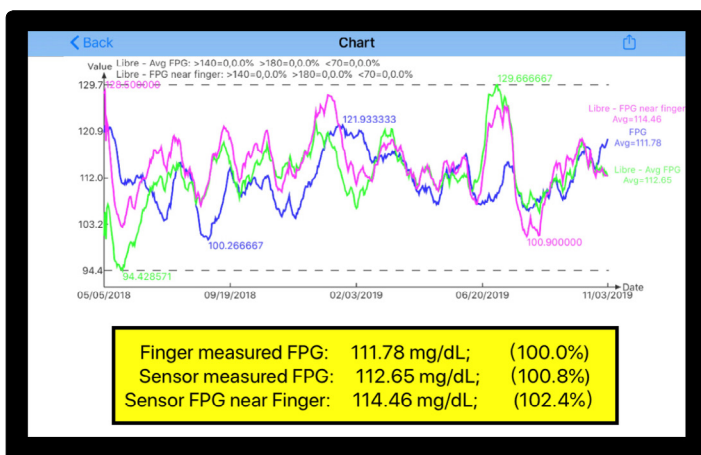 Back
Chart
Value Libre - Avg FPG: >140=0,0.0% >180=0,0.0% <70=0,0.0%
Libre - FPG near finger: >140=0,0.0% >180=0,0.0% <70=0,0.0%
129.7
128.500000
129.666667
Libre - FPG near finger
Avg=114.46
120.9
121.933333
FPG
Avg=111.78
112.0
Libre - Avg FPG
Avg=112.65
103.2
100.266667
100.900000
94.4
94.428571
Date
05/05/2018 09/19/2018 02/03/2019 06/20/2019 11/03/2019
Finger measured FPG: 111.78 mg/dL; (100.0%)
Sensor measured FPG: 112.65 mg/dL; (100.8%)
Sensor FPG near Finger: 114.46 mg/dL; (102.4%)